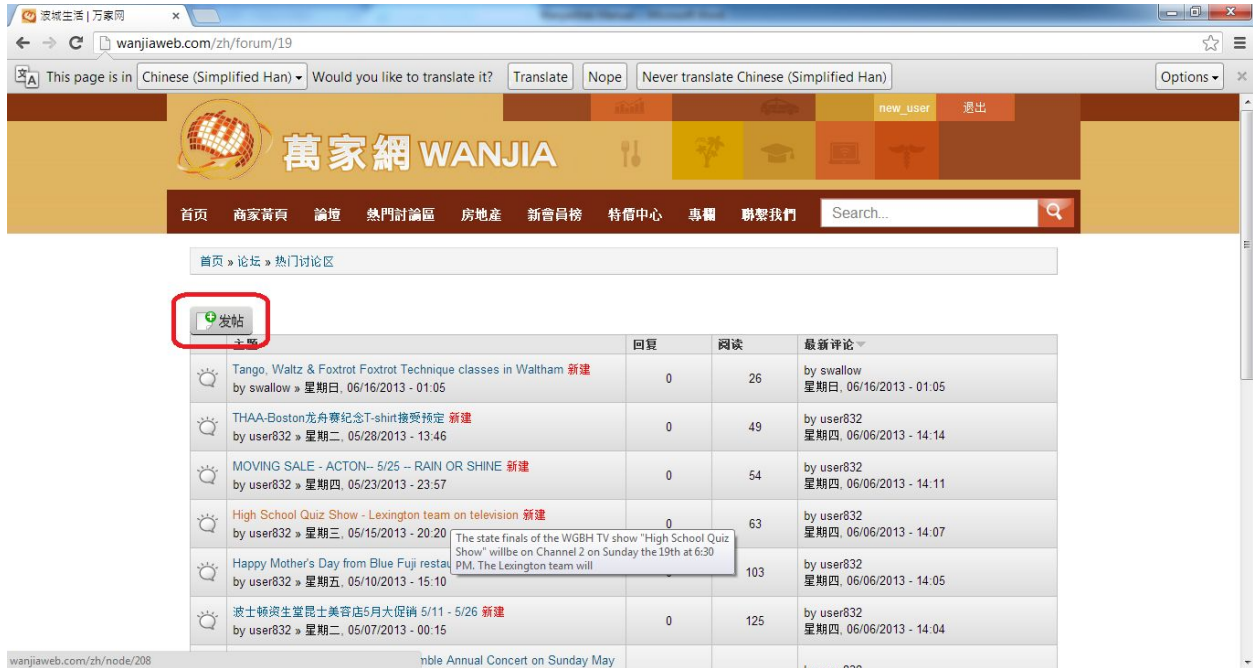 波城生活 | 万家网
wanjiaweb.com/zh/forum/19
This page is in Chinese (Simplified Han) Would you like to translate it? Translate Nope Never translate Chinese (Simplified Han) Options
new_user 退出
萬家網 WANJIA
首页 商家黃頁 論壇 熱門討論區 房地産 新會員榜 特價中心 專欄 聯繫我們 Search...
首页 » 论坛 » 热门讨论区
发帖
主题 回复 阅读 最新评论
Tango, Waltz & Foxtrot Foxtrot Technique classes in Waltham 新建
by swallow » 星期日, 06/16/2013 - 01:05
0 26
by swallow
星期日, 06/16/2013 - 01:05
THAA-Boston龙舟赛纪念T-shirt接受预定 新建
by user832 » 星期二, 05/28/2013 - 13:46
0 49
by user832
星期四, 06/06/2013 - 14:14
MOVING SALE - ACTON-- 5/25 -- RAIN OR SHINE 新建
by user832 » 星期四, 05/23/2013 - 23:57
0 54
by user832
星期四, 06/06/2013 - 14:11
High School Quiz Show - Lexington team on television 新建
by user832 » 星期三, 05/15/2013 - 20:20
0 63
by user832
星期四, 06/06/2013 - 14:07
The state finals of the WGBH TV show "High School Quiz
Show" willbe on Channel 2 on Sunday the 19th at 6:30
PM. The Lexington team will
Happy Mother's Day from Blue Fuji
by user832 » 星期五, 05/10/2013 - 15:10
103
by user832
星期四, 06/06/2013 - 14:05
波士顿资生堂昆士美容店5月大促销 5/11 - 5/26 新建
by user832 » 星期二, 05/07/2013 - 00:15
0 125
by user832
星期四, 06/06/2013 - 14:04
Annual Concert on Sunday May
wanjiaweb.com/zh/node/208